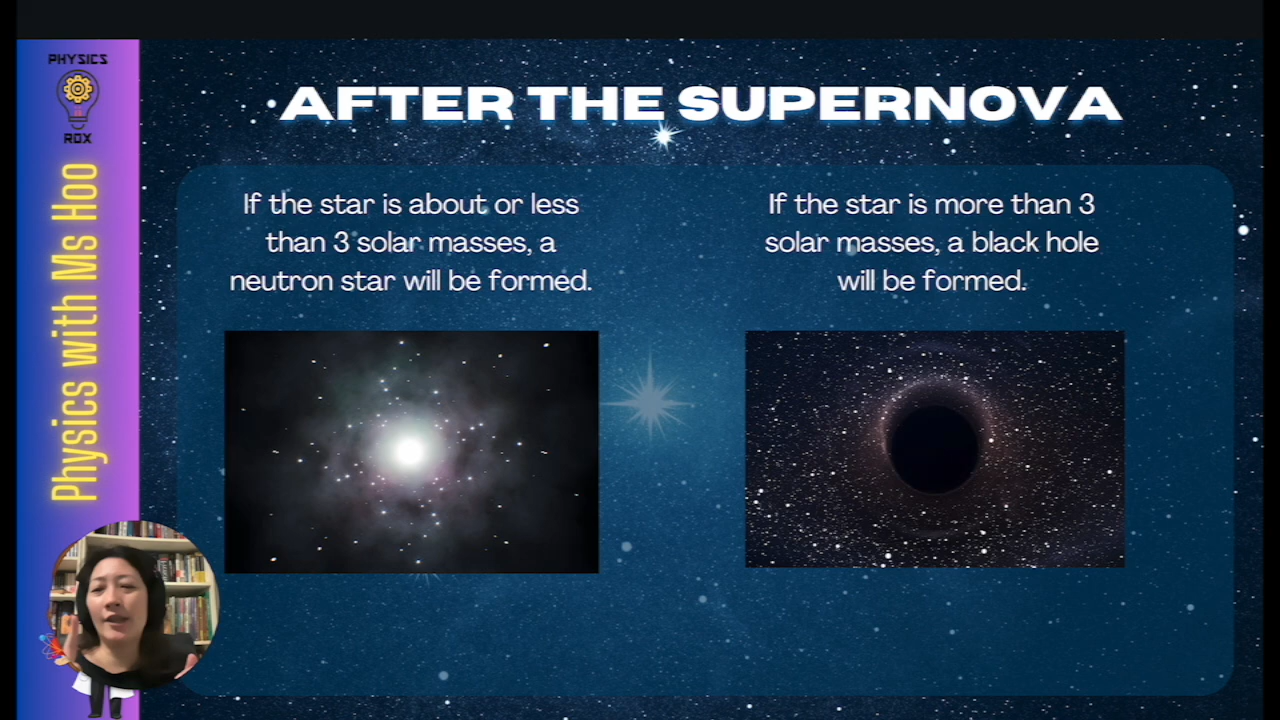 PHYSICS
ROX
Physics with Ms Hoo
AFTER THE SUPERNOVA
If the star is about or less
than 3 solar masses, a
neutron star will be formed.
If the star is more than 3
solar masses, a black hole
will be formed.